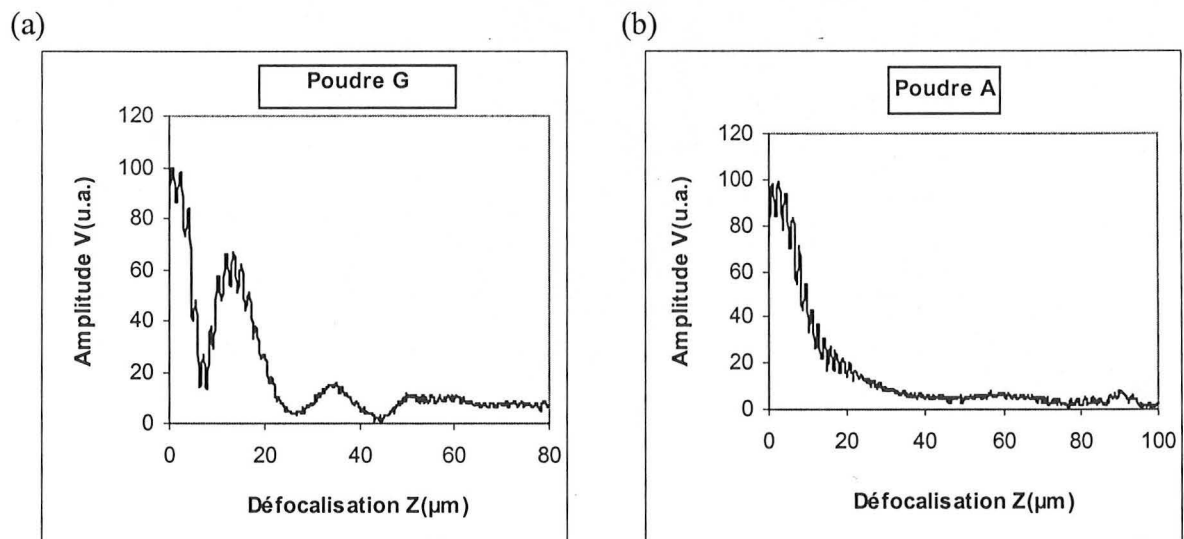 (a)
Poudre G
120
100
80
60
40
20
0
Amplitude V(u.a.)
0 20 40 60 80
Défocalisation Z(µm)
(b)
Poudre A
120
100
80
60
40
20
0
Amplitude V(u.a.)
0 20 40 60 80 100
Défocalisation Z(µm)